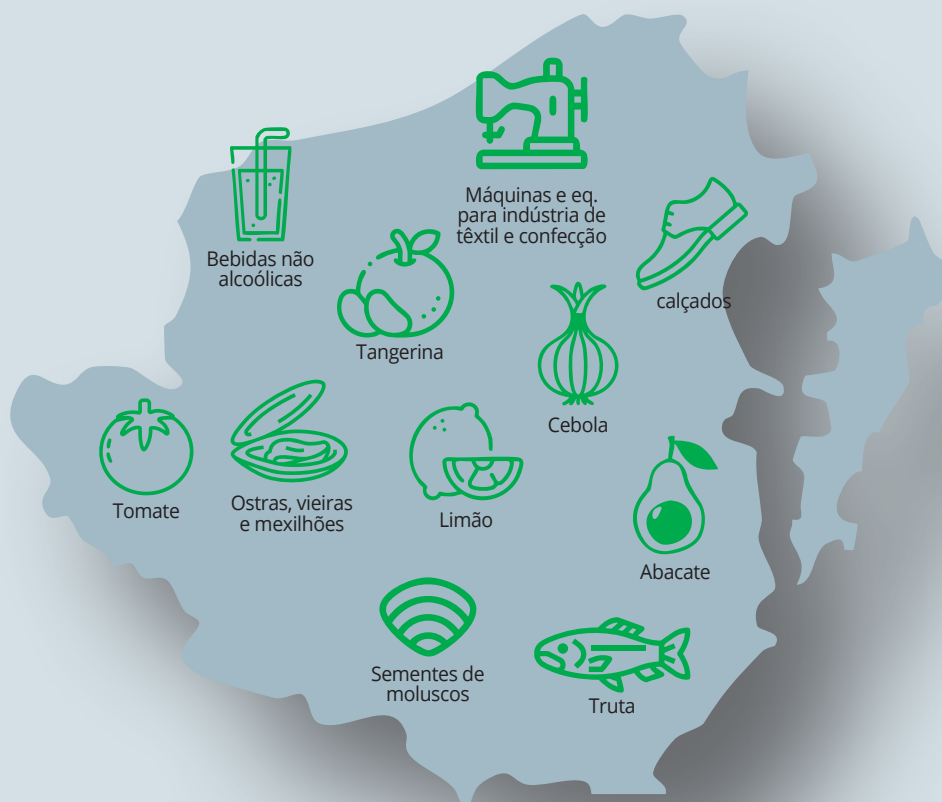 Máquinas e eq.
para indústria de
têxtil e confecção
Bebidas não
alcoólicas
calçados
Tangerina
Cebola
Tomate
Ostras, vieiras
e mexilhões
Limão
Abacate
Sementes de
moluscos
Truta